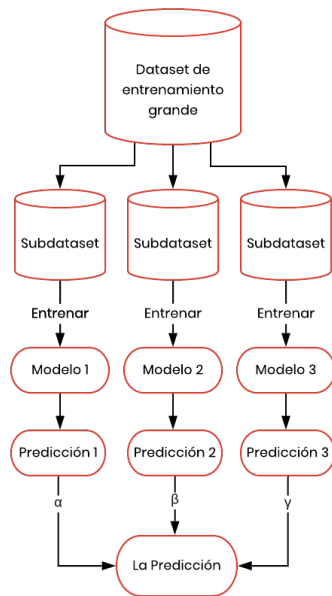 Dataset de
entrenamiento
grande
Subdataset
Subdataset
Subdataset
Entrenar
Entrenar
Entrenar
Modelo 1
Modelo 2
Modelo 3
Predicción 1
Predicción 2
Predicción 3
α
β
γ
La Predicción